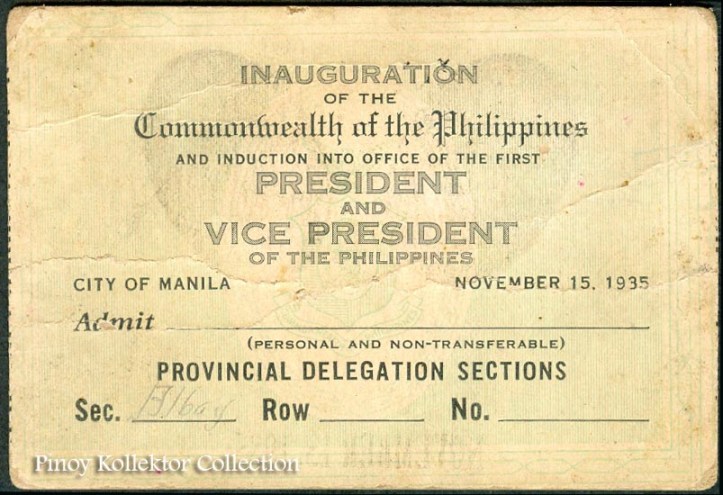 INAUGURATION
OF THE
Commonwealth of the Philippines
AND INDUCTION INTO OFFICE OF THE FIRST
PRESIDENT
AND
VICE PRESIDENT
OF THE PHILIPPINES
CITY OF MANILA NOVEMBER 15, 1935
Admit
(PERSONAL AND NON-TRANSFERABLE)
PROVINCIAL DELEGATION SECTIONS
Sec. Albay Row No.
Pinoy Kollektor Collection